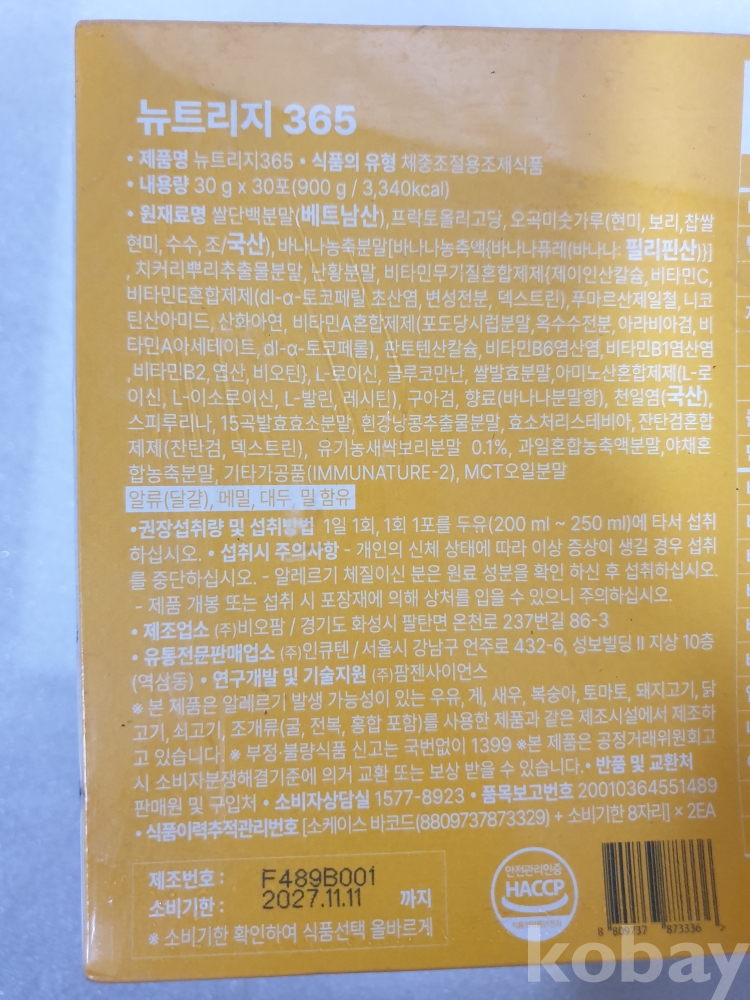 뉴트리지 365
• 제품명 뉴트리지365 • 식품의 유형 체중조절용조제식품
• 내용량 30 g x 30포(900 g / 3,340kcal)
• 원재료명 쌀단백분말(베트남산),프락토올리고당, 오곡미숫가루(현미, 보리,찹쌀
현미, 수수, 조/국산), 바나나농축분말[바나나농축액{바나나퓨레(바나나: 필리핀산)}]
, 치커리뿌리추출물분말, 난황분말, 비타민무기질혼합제제{제이인산칼슘, 비타민C,
비타민E혼합제제(dl-α-토코페릴 초산염, 변성전분, 덱스트린),푸마르산제일철, 니코
틴산아미드, 산화아연, 비타민A혼합제제(포도당시럽분말,옥수수전분, 아라비아검, 비
타민A아세테이트, dl-α-토코페롤), 판토텐산칼슘, 비타민B6염산염, 비타민B1염산염
,비타민B2, 엽산, 비오틴}, L-로이신, 글루코만난, 쌀발효분말,아미노산혼합제제(L-로
이신, L-이소로이신, L-발린, 레시틴), 구아검, 향료(바나나분말향), 천일염(국산),
스피루리나, 15곡발효효소분말, 흰강낭콩추출물분말, 효소처리스테비아, 잔탄검혼합
제제(잔탄검, 덱스트린), 유기농새싹보리분말 0.1%, 과일혼합농축액분말,야채혼
합농축분말, 기타가공품(IMMUNATURE-2), MCT오일분말
알류(달걀), 메밀, 대두, 밀 함유
•권장섭취량 및 섭취방법 1일 1회, 1회 1포를 두유(200 ml ~ 250 ml)에 타서 섭취
하십시오. • 섭취시 주의사항 - 개인의 신체 상태에 따라 이상 증상이 생길 경우 섭취
를 중단하십시오. - 알레르기 체질이신 분은 원료 성분을 확인 하신 후 섭취하십시오.
- 제품 개봉 또는 섭취 시 포장재에 의해 상처를 입을 수 있으니 주의하십시오.
• 제조업소 (주)비오팜 / 경기도 화성시 팔탄면 온천로 237번길 86-3
• 유통전문판매업소 (주)인큐텐 / 서울시 강남구 언주로 432-6, 성보빌딩 II 지상 10층
(역삼동) • 연구개발 및 기술지원 (주)팜젠사이언스
※ 본 제품은 알레르기 발생 가능성이 있는 우유, 게, 새우, 복숭아, 토마토, 돼지고기, 닭
고기, 쇠고기, 조개류(굴, 전복, 홍합 포함)를 사용한 제품과 같은 제조시설에서 제조하
고 있습니다. ※ 부정·불량식품 신고는 국번없이 1399 ※본 제품은 공정거래위원회고
시 소비자분쟁해결기준에 의거 교환 또는 보상 받을 수 있습니다. • 반품 및 교환처
판매원 및 구입처 • 소비자상담실 1577-8923 • 품목보고번호 20010364551489
• 식품이력추적관리번호 [소케이스 바코드(8809737873329) + 소비기한 8자리] × 2EA
제조번호 : F489B001
소비기한 : 2027.11.11 까지
※ 소비기한 확인하여 식품선택 올바르게
안전관리인증
HACCP
8 809737 873336
kobay